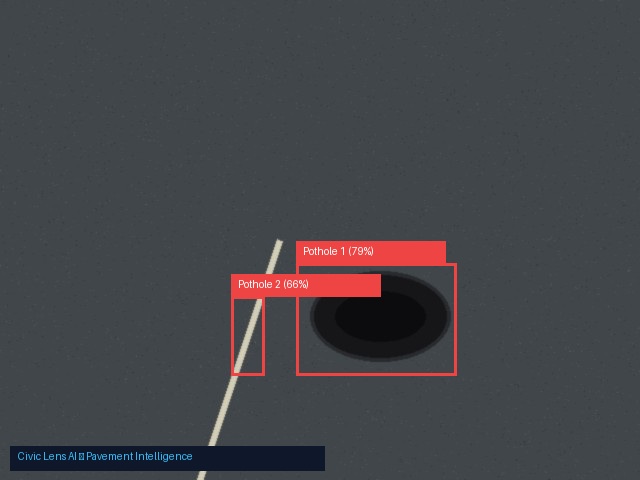 Pothole 1 (79%)
Pothole 2 (66%)
Civic Lens AI □ Pavement Intelligence